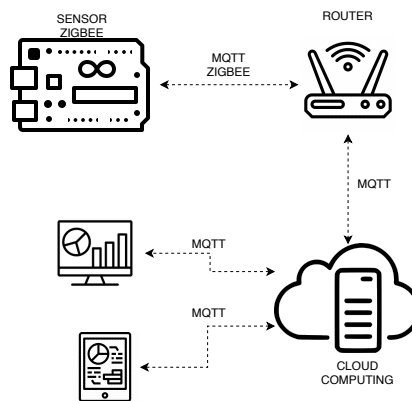 SENSOR
ZIGBEE
ROUTER
MQTT
ZIGBEE
MQTT
MQTT
MQTT
CLOUD
COMPUTING